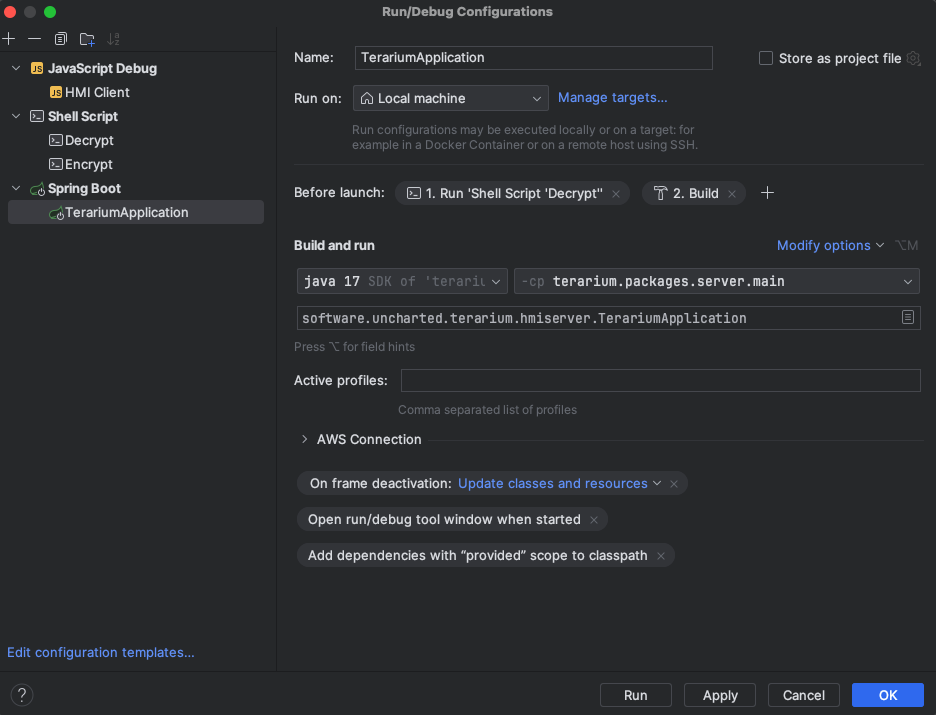 Run/Debug Configurations
JavaScript Debug
HMI Client
Shell Script
Decrypt
Encrypt
Spring Boot
TerariumApplication
Edit configuration templates...
Name: TerariumApplication Store as project file
Run on: Local machine Manage targets...
Run configurations may be executed locally or on a target: for
example in a Docker Container or on a remote host using SSH.
Before launch: 1. Run 'Shell Script 'Decrypt'' 2. Build
Build and run Modify options ⌥M
java 17 SDK of 'terariu -cp terarium.packages.server.main
software.uncharted.terarium.hmiserver.TerariumApplication
Press ⌥ for field hints
Active profiles:
Comma separated list of profiles
AWS Connection
On frame deactivation: Update classes and resources
Open run/debug tool window when started
Add dependencies with “provided” scope to classpath
? Run Apply Cancel OK